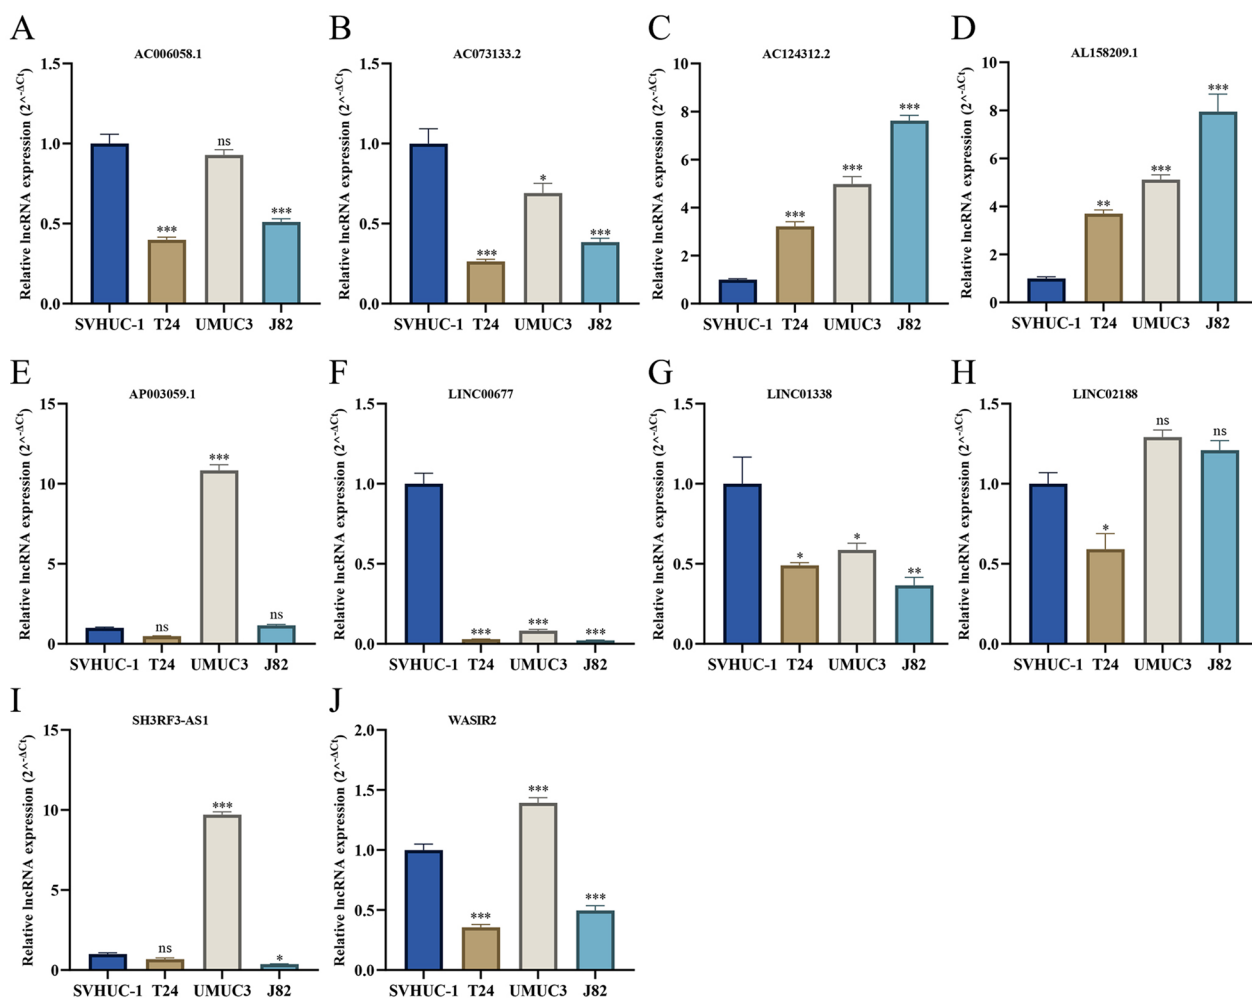 A
AC006058.1
Relative lncRNA expression (2^-ΔCt)
1.5
1.0
0.5
0.0
ns
***
***
SVHUC-1 T24 UMUC3 J82
B
AC073133.2
Relative lncRNA expression (2^-ΔCt)
1.5
1.0
0.5
0.0
***
*
***
SVHUC-1 T24 UMUC3 J82
C
AC124312.2
Relative lncRNA expression (2^-ΔCt)
10
8
6
4
2
0
***
***
***
SVHUC-1 T24 UMUC3 J82
D
AL158209.1
Relative lncRNA expression (2^-ΔCt)
10
8
6
4
2
0
**
***
***
SVHUC-1 T24 UMUC3 J82
E
AP003059.1
Relative lncRNA expression (2^-ΔCt)
15
10
5
0
ns
***
ns
SVHUC-1 T24 UMUC3 J82
F
LINC00677
Relative lncRNA expression (2^-ΔCt)
1.5
1.0
0.5
0.0
***
***
***
SVHUC-1 T24 UMUC3 J82
G
LINC01338
Relative lncRNA expression (2^-ΔCt)
1.5
1.0
0.5
0.0
*
*
**
SVHUC-1 T24 UMUC3 J82
H
LINC02188
Relative lncRNA expression (2^-ΔCt)
1.5
1.0
0.5
0.0
*
ns
ns
SVHUC-1 T24 UMUC3 J82
I
SH3RF3-AS1
Relative lncRNA expression (2^-ΔCt)
15
10
5
0
ns
***
*
SVHUC-1 T24 UMUC3 J82
J
WASIR2
Relative lncRNA expression (2^-ΔCt)
2.0
1.5
1.0
0.5
0.0
***
***
***
SVHUC-1 T24 UMUC3 J82